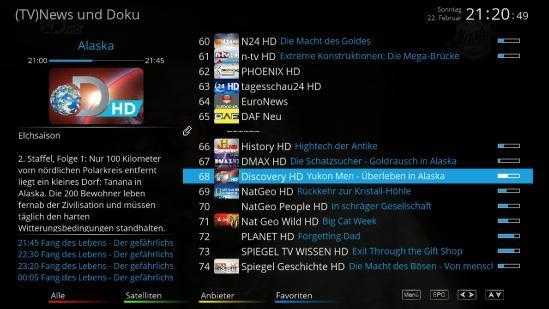 (TV)News und Doku
Sonntag
22. Februar
21:20:49
Alaska
21:00 21:45
D HD
Elchsaison
2. Staffel, Folge 1: Nur 100 Kilometer
vom nördlichen Polarkreis entfernt
liegt ein kleines Dorf: Tanana in
Alaska. Die 200 Bewohner leben
fernab der Zivilisation und müssen
täglich den harten
Witterungsbedingungen standhalten.
21:45 Fang des Lebens - Der gefährlichs
22:30 Fang des Lebens - Der gefährlichs
23:20 Fang des Lebens - Der gefährlichs
00:05 Fang des Lebens - Der gefährlichs
60 N24 HD Die Macht des Goldes
61 n-tv HD Extreme Konstruktionen: Die Mega-Brücke
62 PHOENIX HD
63 tagesschau24 HD
64 EuroNews
65 DAF Neu
66 History HD Hightech der Antike
67 DMAX HD Die Schatzsucher - Goldrausch in Alaska
68 Discovery HD Yukon Men - Überleben in Alaska
69 NatGeo HD Rückkehr zur Kristall-Höhle
70 NatGeo People HD In schräger Gesellschaft
71 Nat Geo Wild HD Big Cat Week
72 PLANET HD Forgetting Dad
73 SPIEGEL TV WISSEN HD Exit Through the Gift Shop
74 Spiegel Geschichte HD Die Macht des Bösen - Von mensch
Alle Satelliten Anbieter Favoriten
Menü EPG